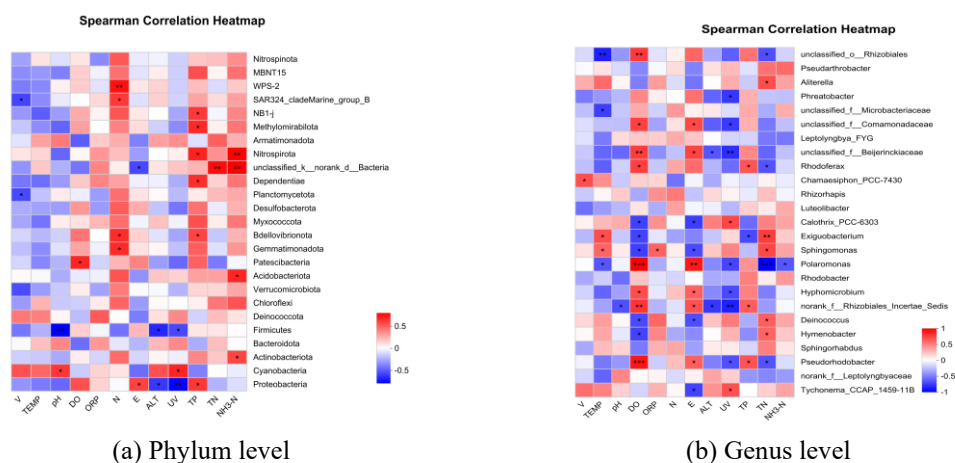 Spearman Correlation Heatmap
Nitrospinota
MBNT15
WPS-2
SAR324_cladeMarine_group_B
NB1-j
Methylomirabilota
Armatimonadota
Nitrospirota
unclassified_k__norank_d__Bacteria
Dependentiae
Planctomycetota
Desulfobacterota
Myxococcota
Bdellovibrionota
Gemmatimonadota
Patescibacteria
Acidobacteriota
Verrucomicrobiota
Chloroflexi
Deinococcota
Firmicutes
Bacteroidota
Actinobacteriota
Cyanobacteria
Proteobacteria
V TEMP pH DO ORP N E ALT UV TP TN NH3-N
0.5
0
-0.5
(a) Phylum level
Spearman Correlation Heatmap
unclassified_o__Rhizobiales
Pseudarthrobacter
Aliterella
Phreatobacter
unclassified_f__Microbacteriaceae
unclassified_f__Comamonadaceae
Leptolyngbya_FYG
unclassified_f__Beijerinckiaceae
Rhodoferax
Chamaesiphon_PCC-7430
Rhizorhapis
Luteolibacter
Calothrix_PCC-6303
Exiguobacterium
Sphingomonas
Polaromonas
Rhodobacter
Hyphomicrobium
norank_f__Rhizobiales_Incertae_Sedis
Deinococcus
Hymenobacter
Sphingorhabdus
Pseudorhodobacter
norank_f__Leptolyngbyaceae
Tychonema_CCAP_1459-11B
V TEMP pH DO ORP N E ALT UV TP TN NH3-N
1
0.5
0
-0.5
-1
(b) Genus level